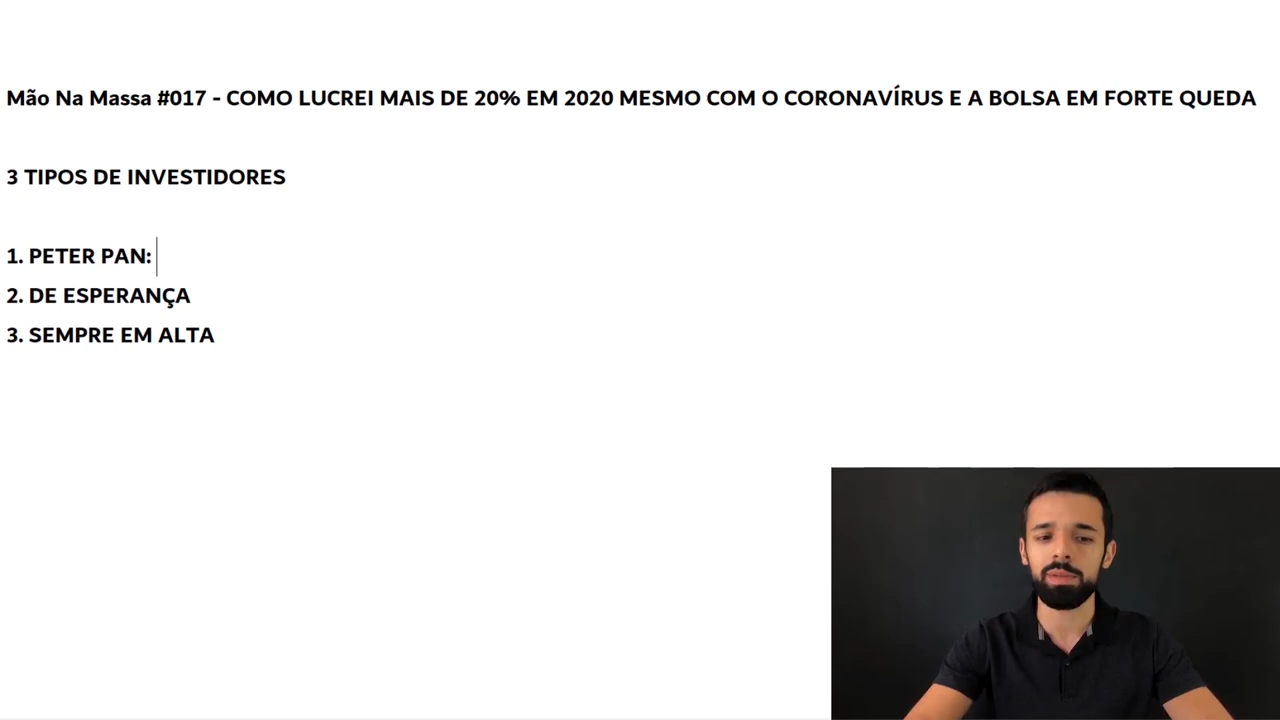 Mão Na Massa #017 - COMO LUCREI MAIS DE 20% EM 2020 MESMO COM O CORONAVÍRUS E A BOLSA EM FORTE QUEDA
3 TIPOS DE INVESTIDORES
1. PETER PAN:
2. DE ESPERANÇA
3. SEMPRE EM ALTA